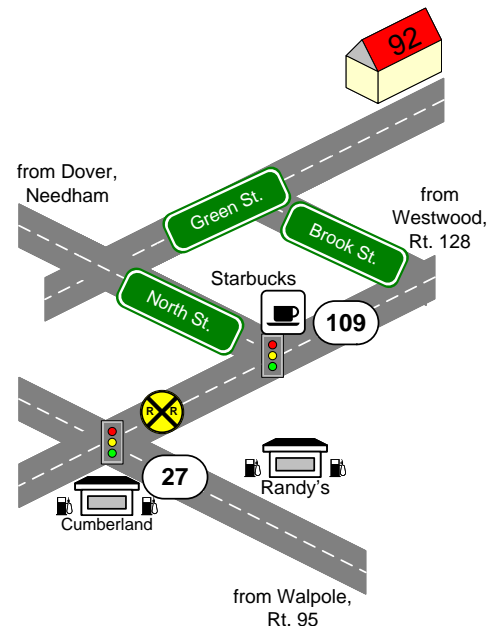 92
from Dover,
Needham
Green St.
from
Westwood,
Rt. 128
Brook St.
Starbucks
North St.
109
R R
27
Randy's
Cumberland
from Walpole,
Rt. 95